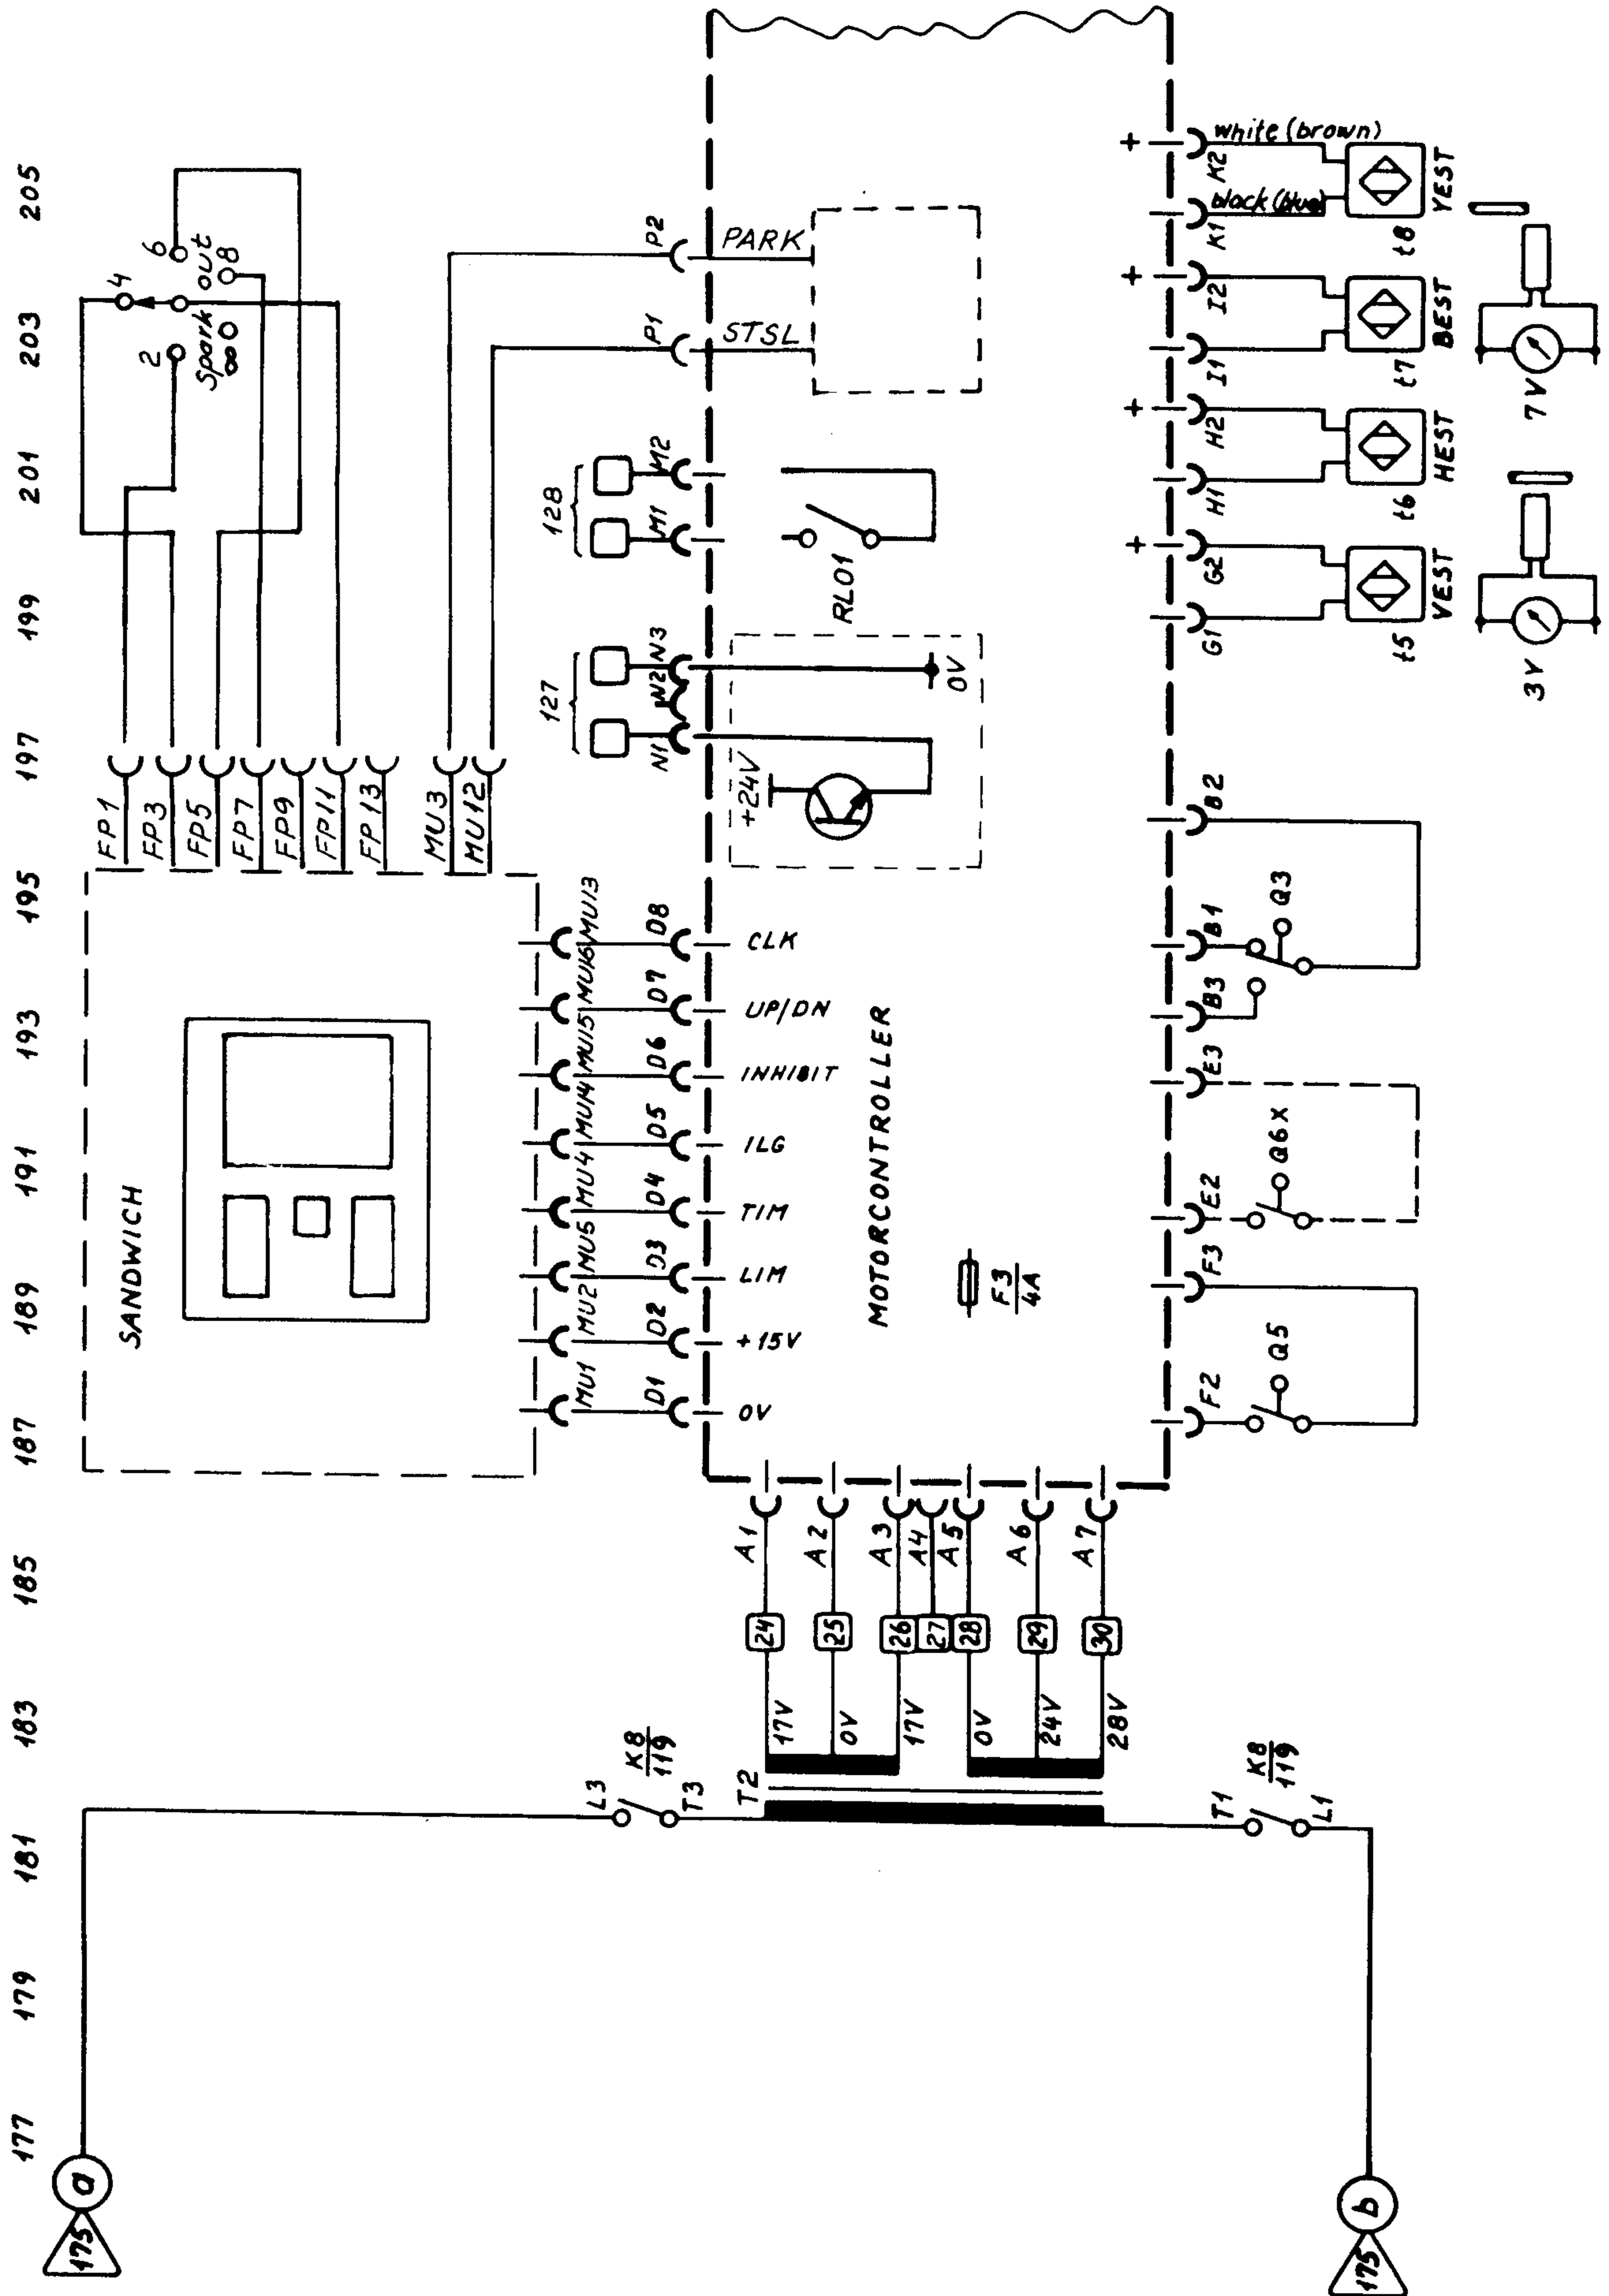 177
179
181
183
185
187
189
191
193
195
197
199
201
203
205
175
a
175
b
L3
T3
K8
119
T1
L1
K8
119
T2
17V
0V
17V
0V
24V
28V
24
25
26
27
28
29
30
A1
A2
A3
A4
A5
A6
A7
SANDWICH
MU1
MU2
MU5
MU4
MU14
MU15
MU16
MU13
D1
D2
D3
D4
D5
D6
D7
D8
0V
+15V
LIM
TIM
ILG
INHIBIT
UP/DN
CLK
MOTORCONTROLLER
F3
4A
F2
F3
Q5
E2
E3
Q6X
B3
B1
B2
Q3
FP1
FP3
FP5
FP7
FP9
FP11
FP13
MU3
MU12
2
4
6
8
8
Spark out
127
N1
N2
N3
+24V
0V
128
M1
M2
RL01
P1
P2
STSL
PARK
G1
G2
H1
H2
I1
I2
K1
K2
+
+
+
+
black (blue)
white (brown)
t5
t6
t7
t8
VEST
HEST
BEST
YEST
3V
7V